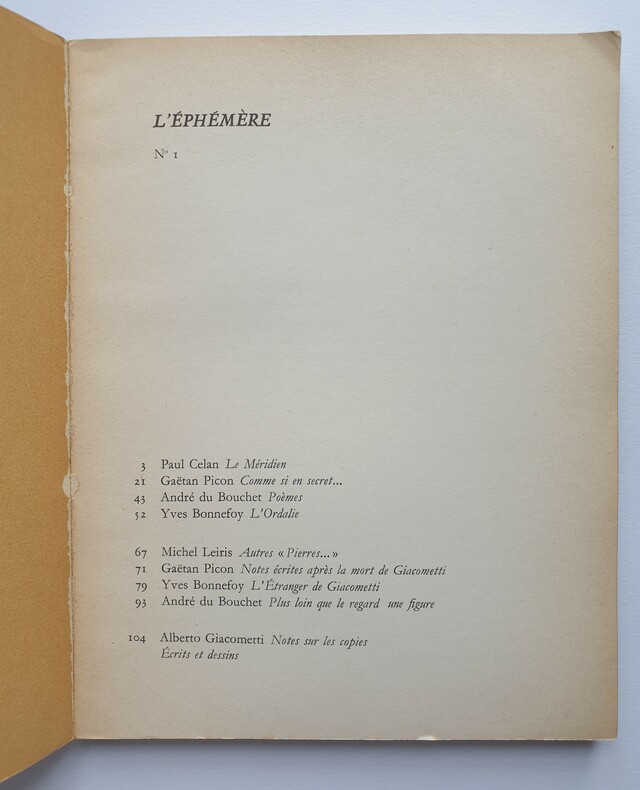 L'ÉPHÉMÈRE
Nº 1
3 Paul Celan Le Méridien
21 Gaëtan Picon Comme si en secret...
43 André du Bouchet Poèmes
52 Yves Bonnefoy L'Ordalie
67 Michel Leiris Autres « Pierres... »
71 Gaëtan Picon Notes écrites après la mort de Giacometti
79 Yves Bonnefoy L'Étranger de Giacometti
93 André du Bouchet Plus loin que le regard une figure
104 Alberto Giacometti Notes sur les copies
Écrits et dessins